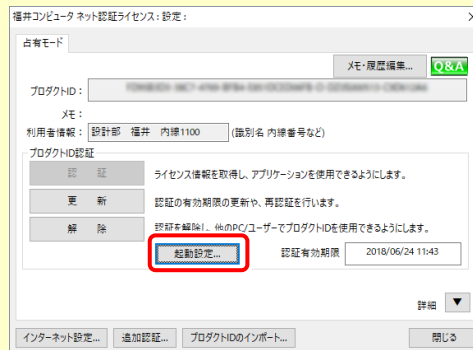 福井コンピュータ ネット認証ライセンス：設定：
占有モード
メモ・履歴編集... Q&A
プロダクトID：
メモ：
利用者情報： 設計部 福井 内線1100 (識別名 内線番号など)
プロダクトID認証
認 証 ライセンス情報を取得し、アプリケーションを使用できるようにします。
更 新 認証の有効期限の更新や、再認証を行います。
解 除 認証を解除し、他のPC/ユーザーでプロダクトIDを使用できるようにします。
起動設定... 認証有効期限 2018/06/24 11:43
詳細 ▼
インターネット設定... 追加認証... プロダクトIDのインポート... 閉じる